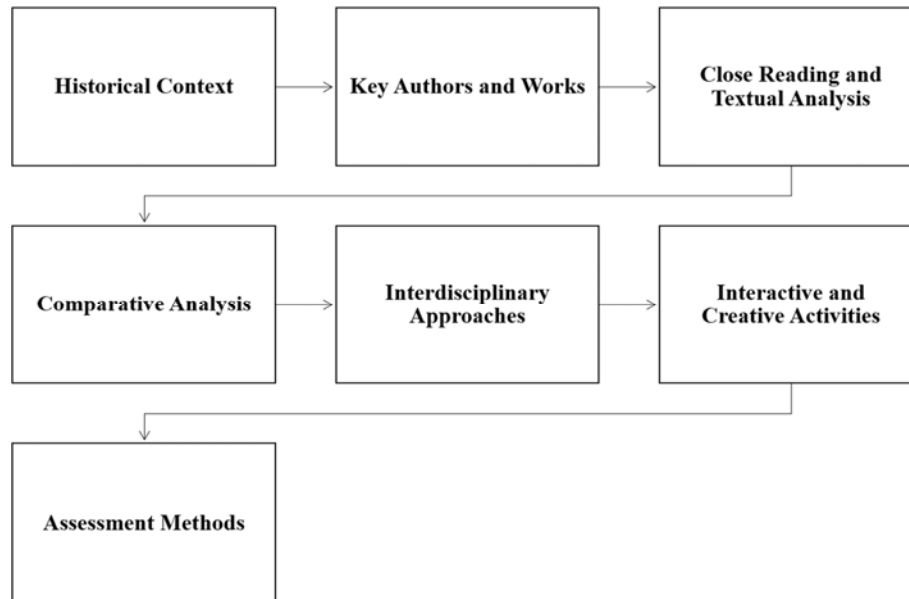 Historical Context
Key Authors and Works
Close Reading and
Textual Analysis
Comparative Analysis
Interdisciplinary
Approaches
Interactive and
Creative Activities
Assessment Methods